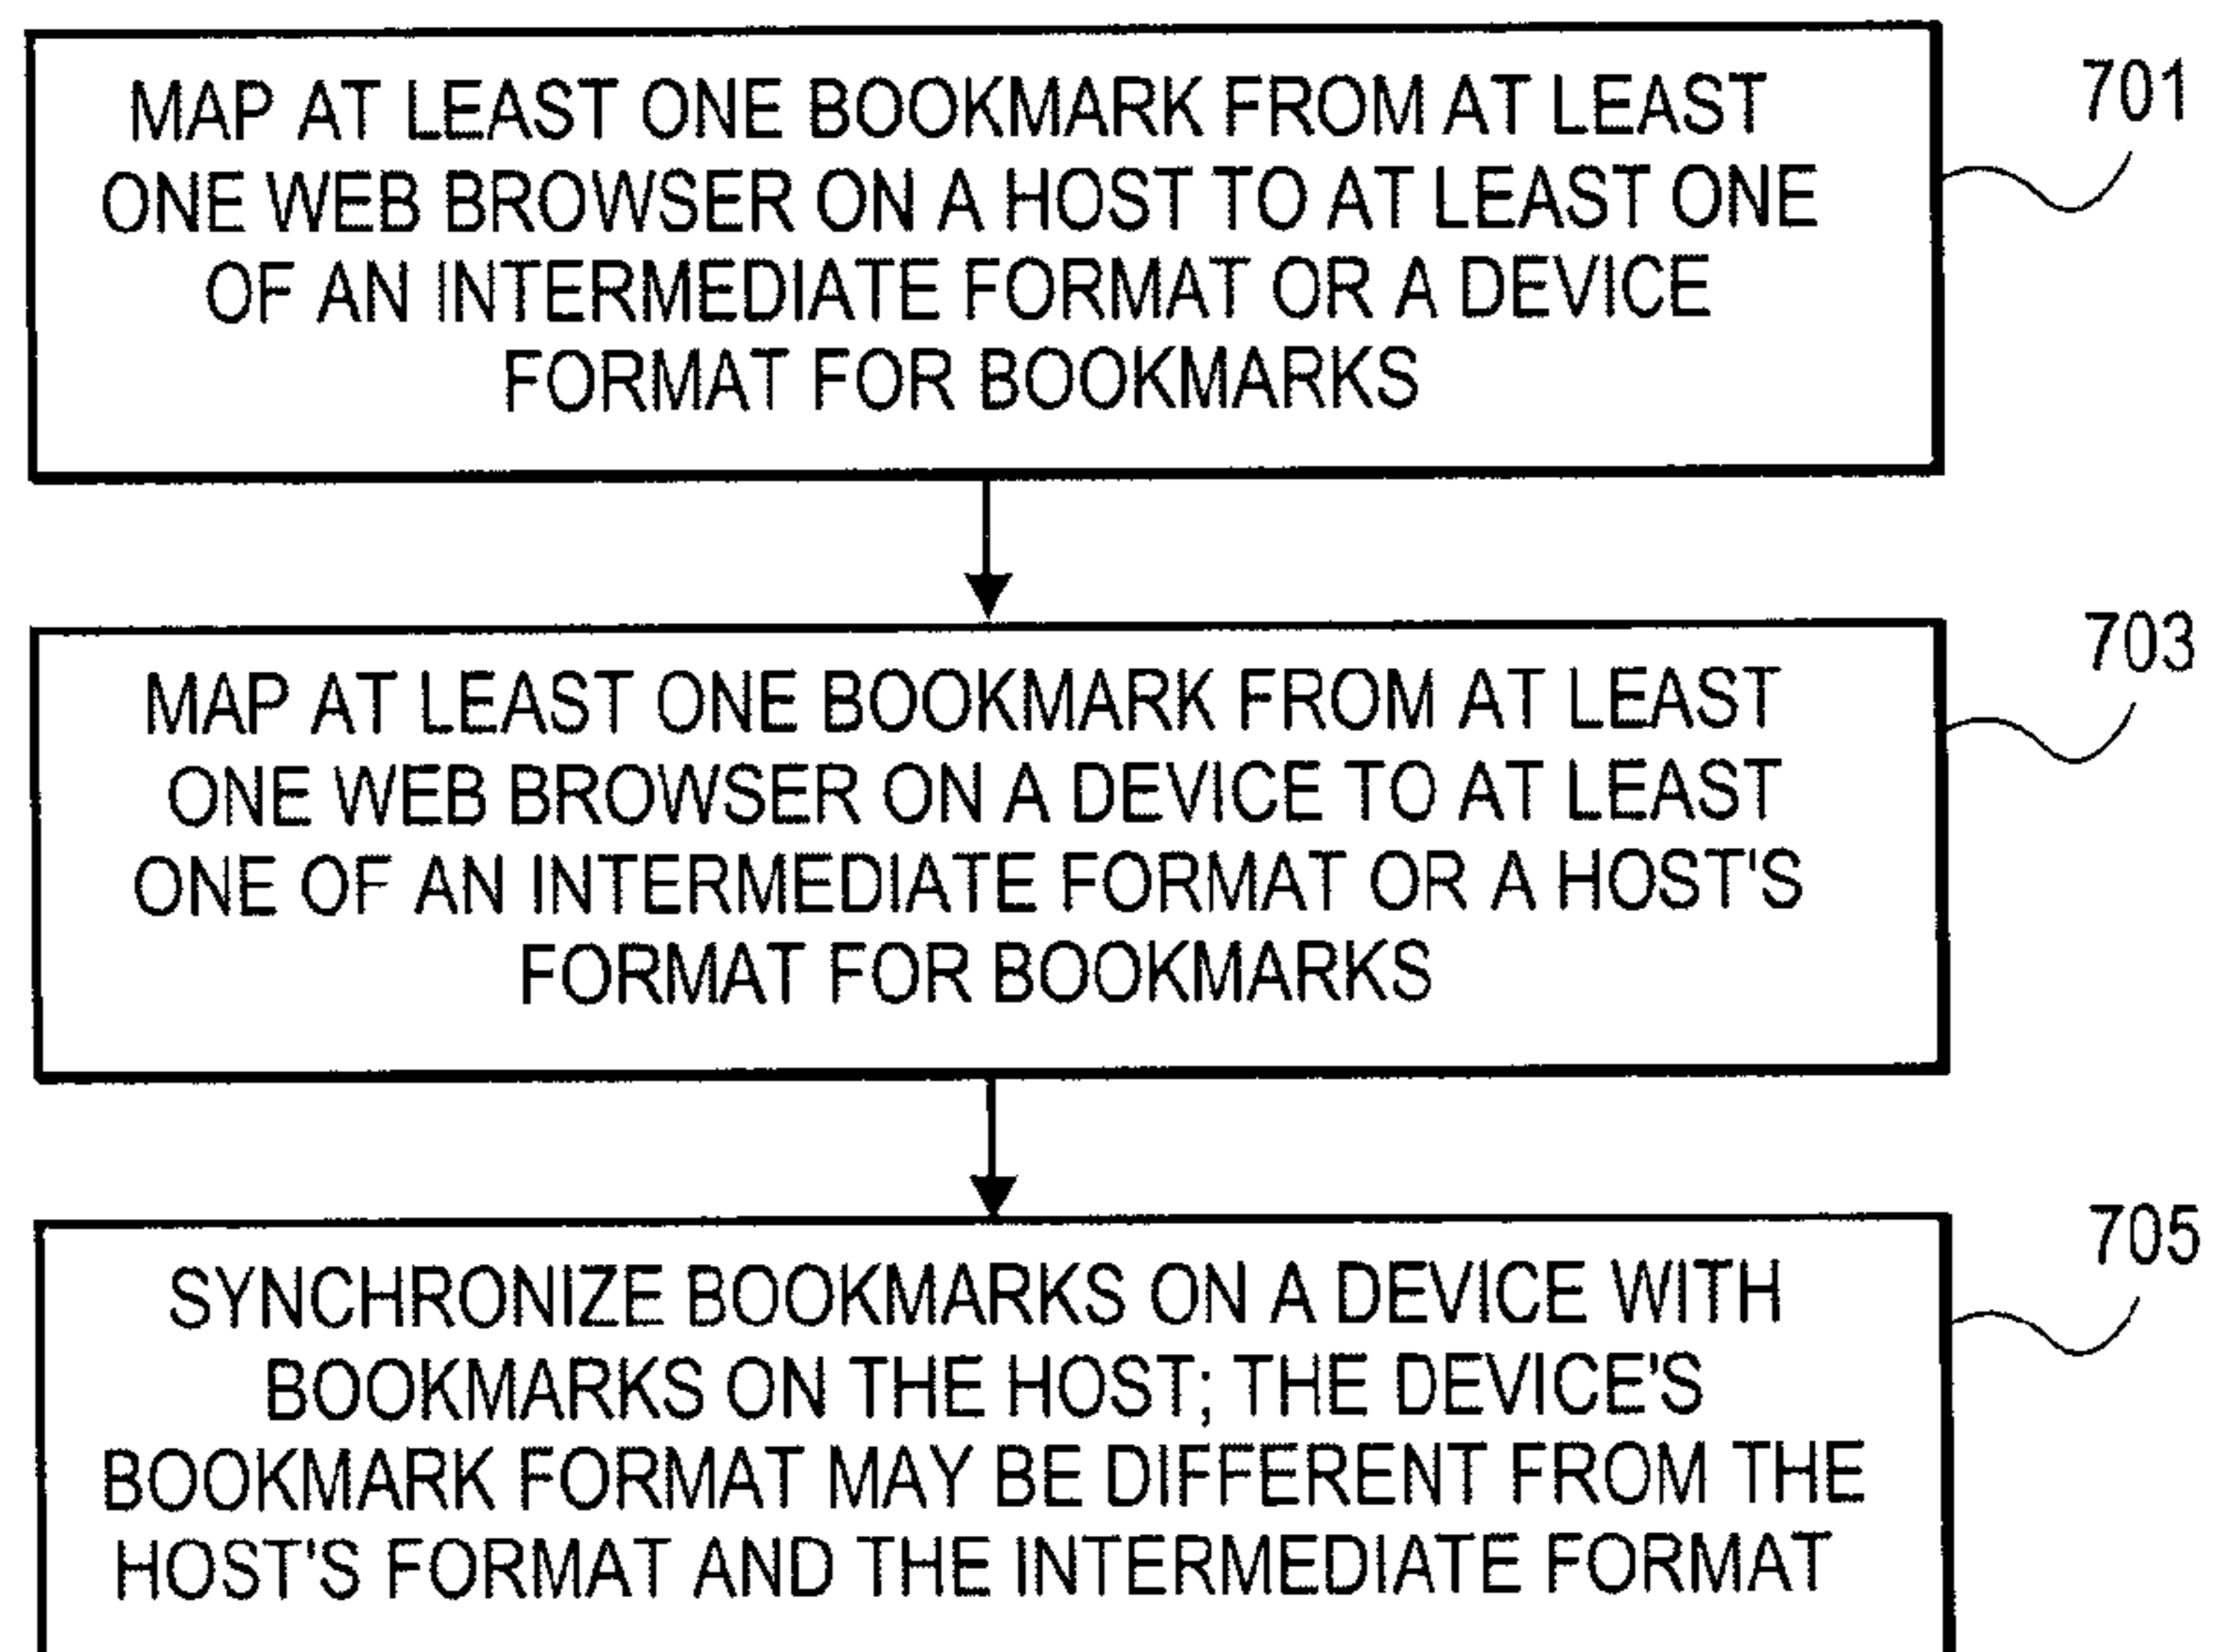 MAP AT LEAST ONE BOOKMARK FROM AT LEAST
ONE WEB BROWSER ON A HOST TO AT LEAST ONE
OF AN INTERMEDIATE FORMAT OR A DEVICE
FORMAT FOR BOOKMARKS
701
MAP AT LEAST ONE BOOKMARK FROM AT LEAST
ONE WEB BROWSER ON A DEVICE TO AT LEAST
ONE OF AN INTERMEDIATE FORMAT OR A HOST'S
FORMAT FOR BOOKMARKS
703
SYNCHRONIZE BOOKMARKS ON A DEVICE WITH
BOOKMARKS ON THE HOST; THE DEVICE'S
BOOKMARK FORMAT MAY BE DIFFERENT FROM THE
HOST'S FORMAT AND THE INTERMEDIATE FORMAT
705